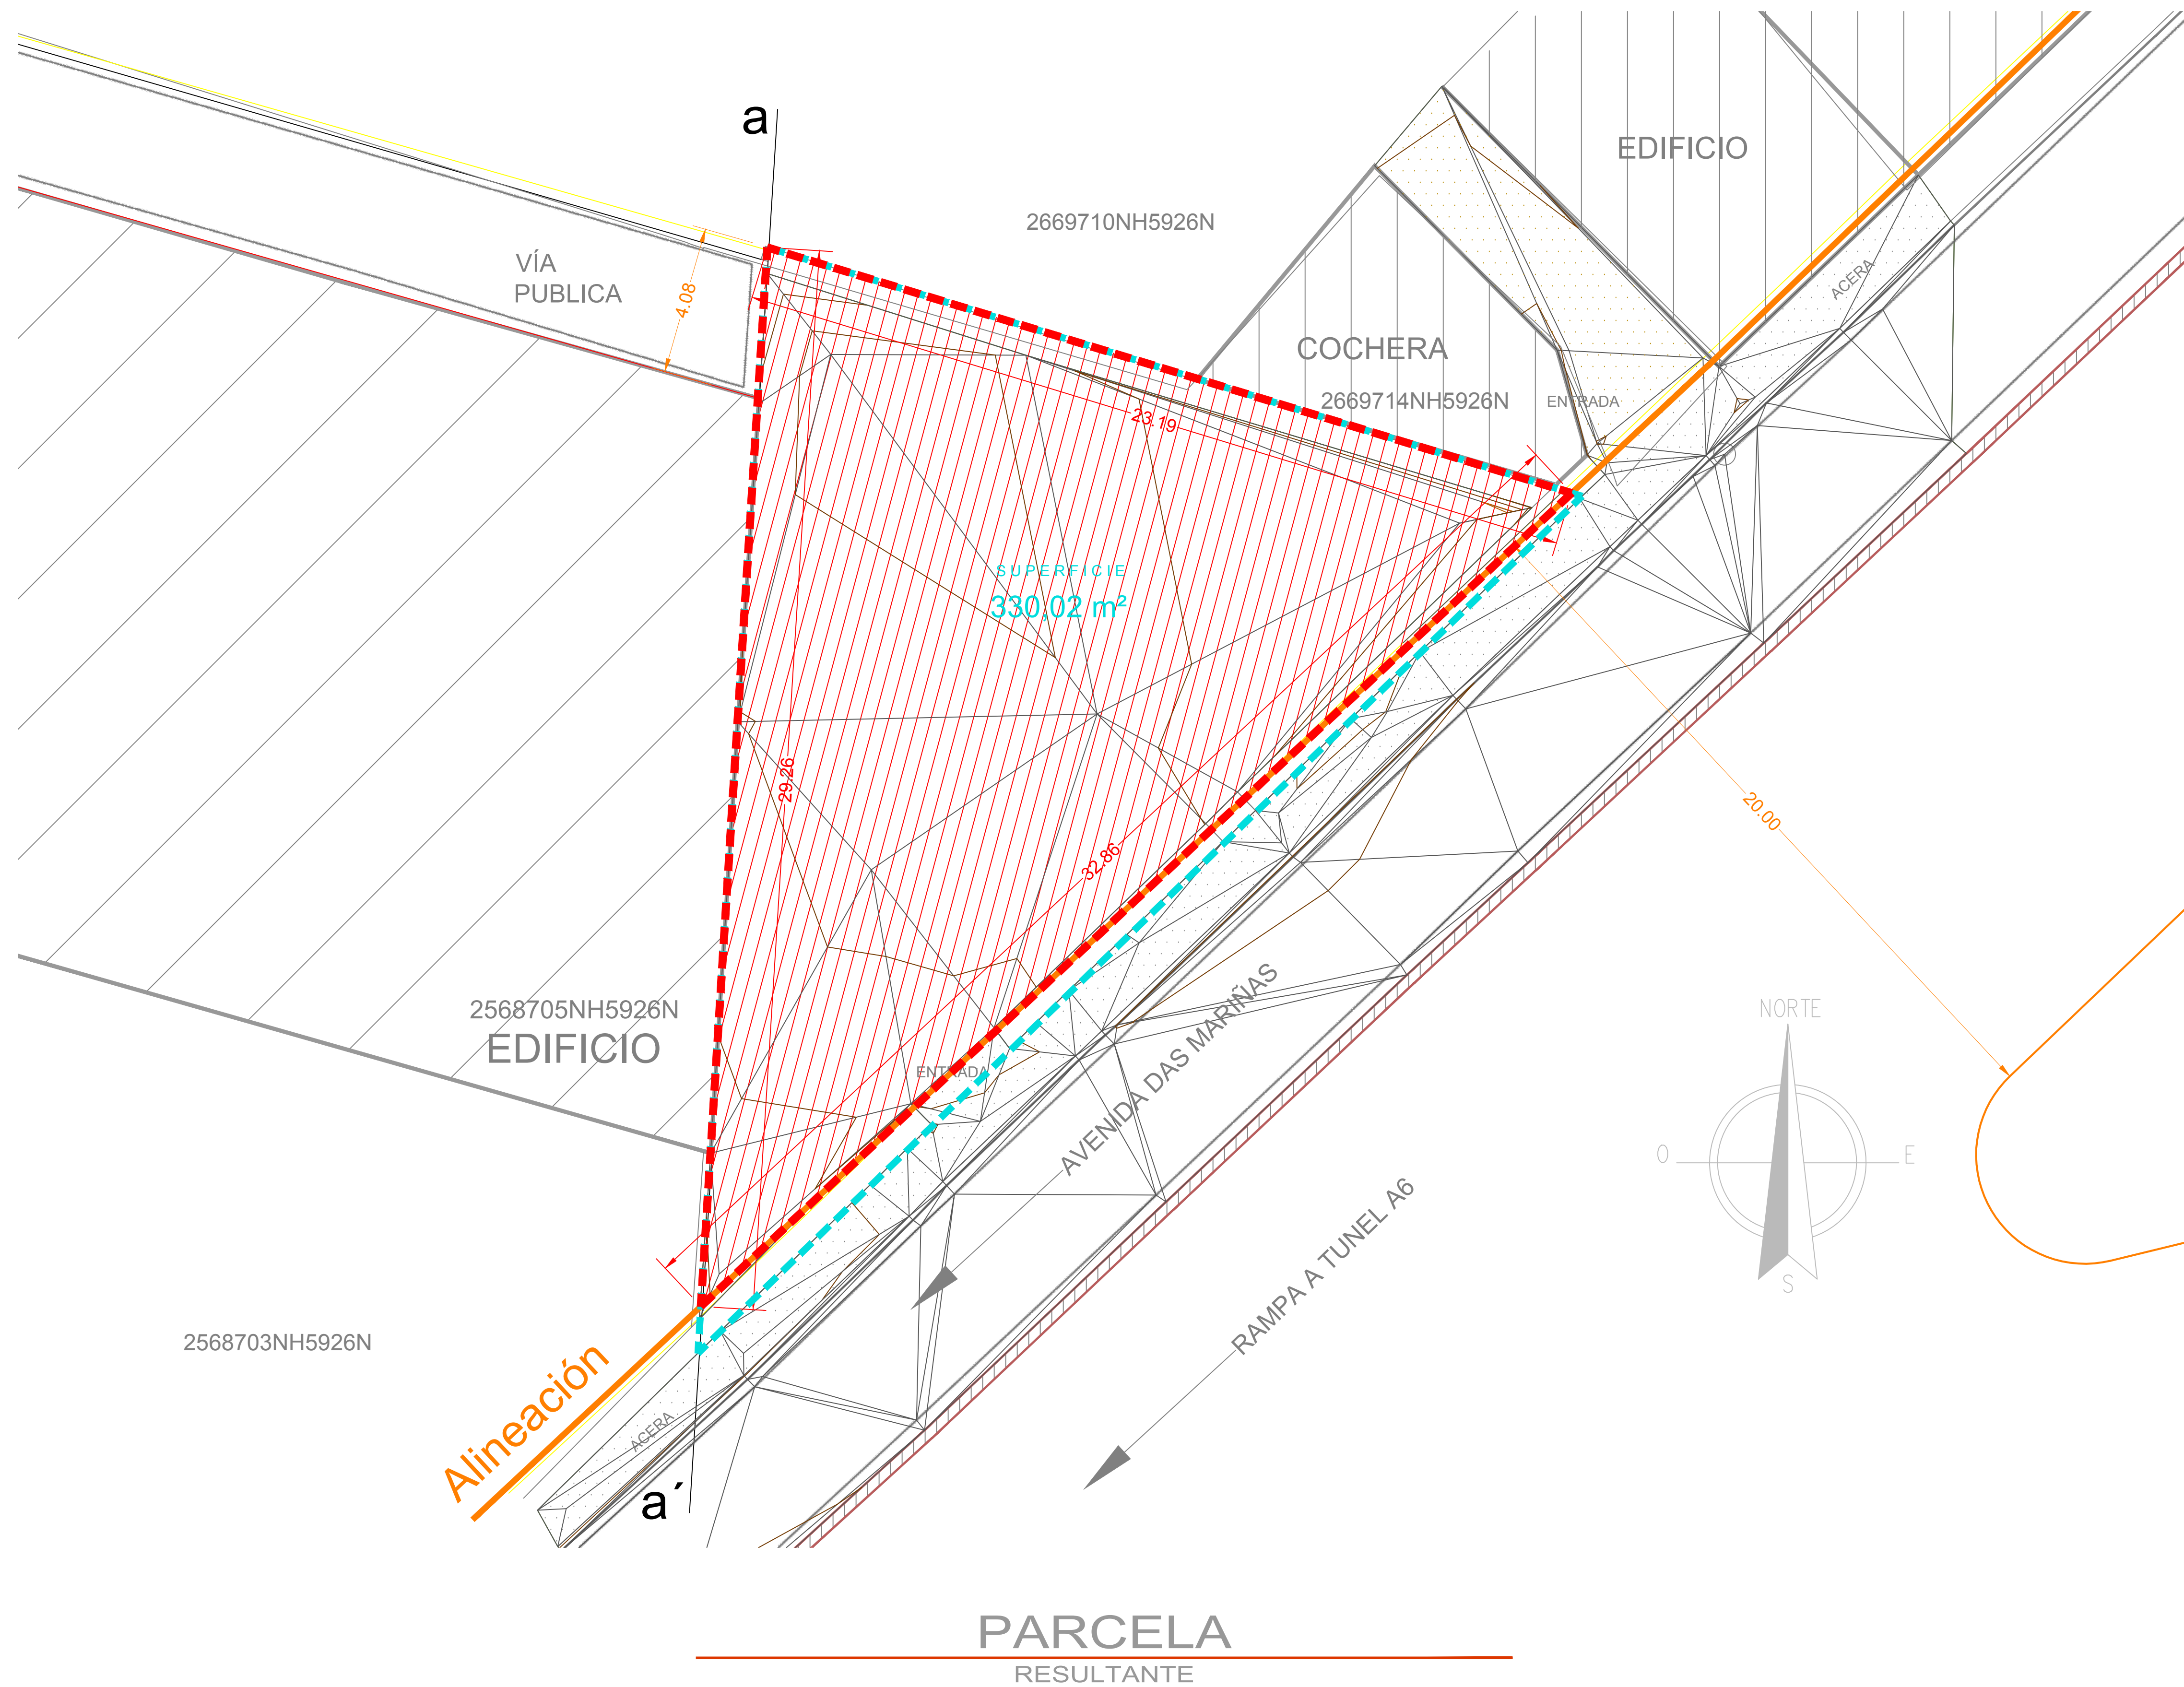 a
EDIFICIO
2669710NH5926N
VÍA
PUBLICA
4.08
ACERA
COCHERA
2669714NH5926N
ENTRADA
23.19
SUPERFICIE
330,02 m²
29.26
20.00
32.86
2568705NH5926N
EDIFICIO
ENTRADA
AVENIDA DAS MARIÑAS
NORTE
O
E
S
RAMPA A TUNEL A6
2568703NH5926N
Alineación
ACERA
a´
PARCELA
RESULTANTE